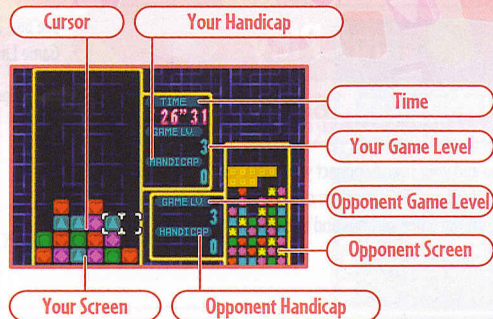 Cursor
Your Handicap
TIME
26"31
GAME LV.
3
HANDICAP
0
GAME LV.
3
HANDICAP
0
Time
Your Game Level
Opponent Game Level
Opponent Screen
Your Screen
Opponent Handicap